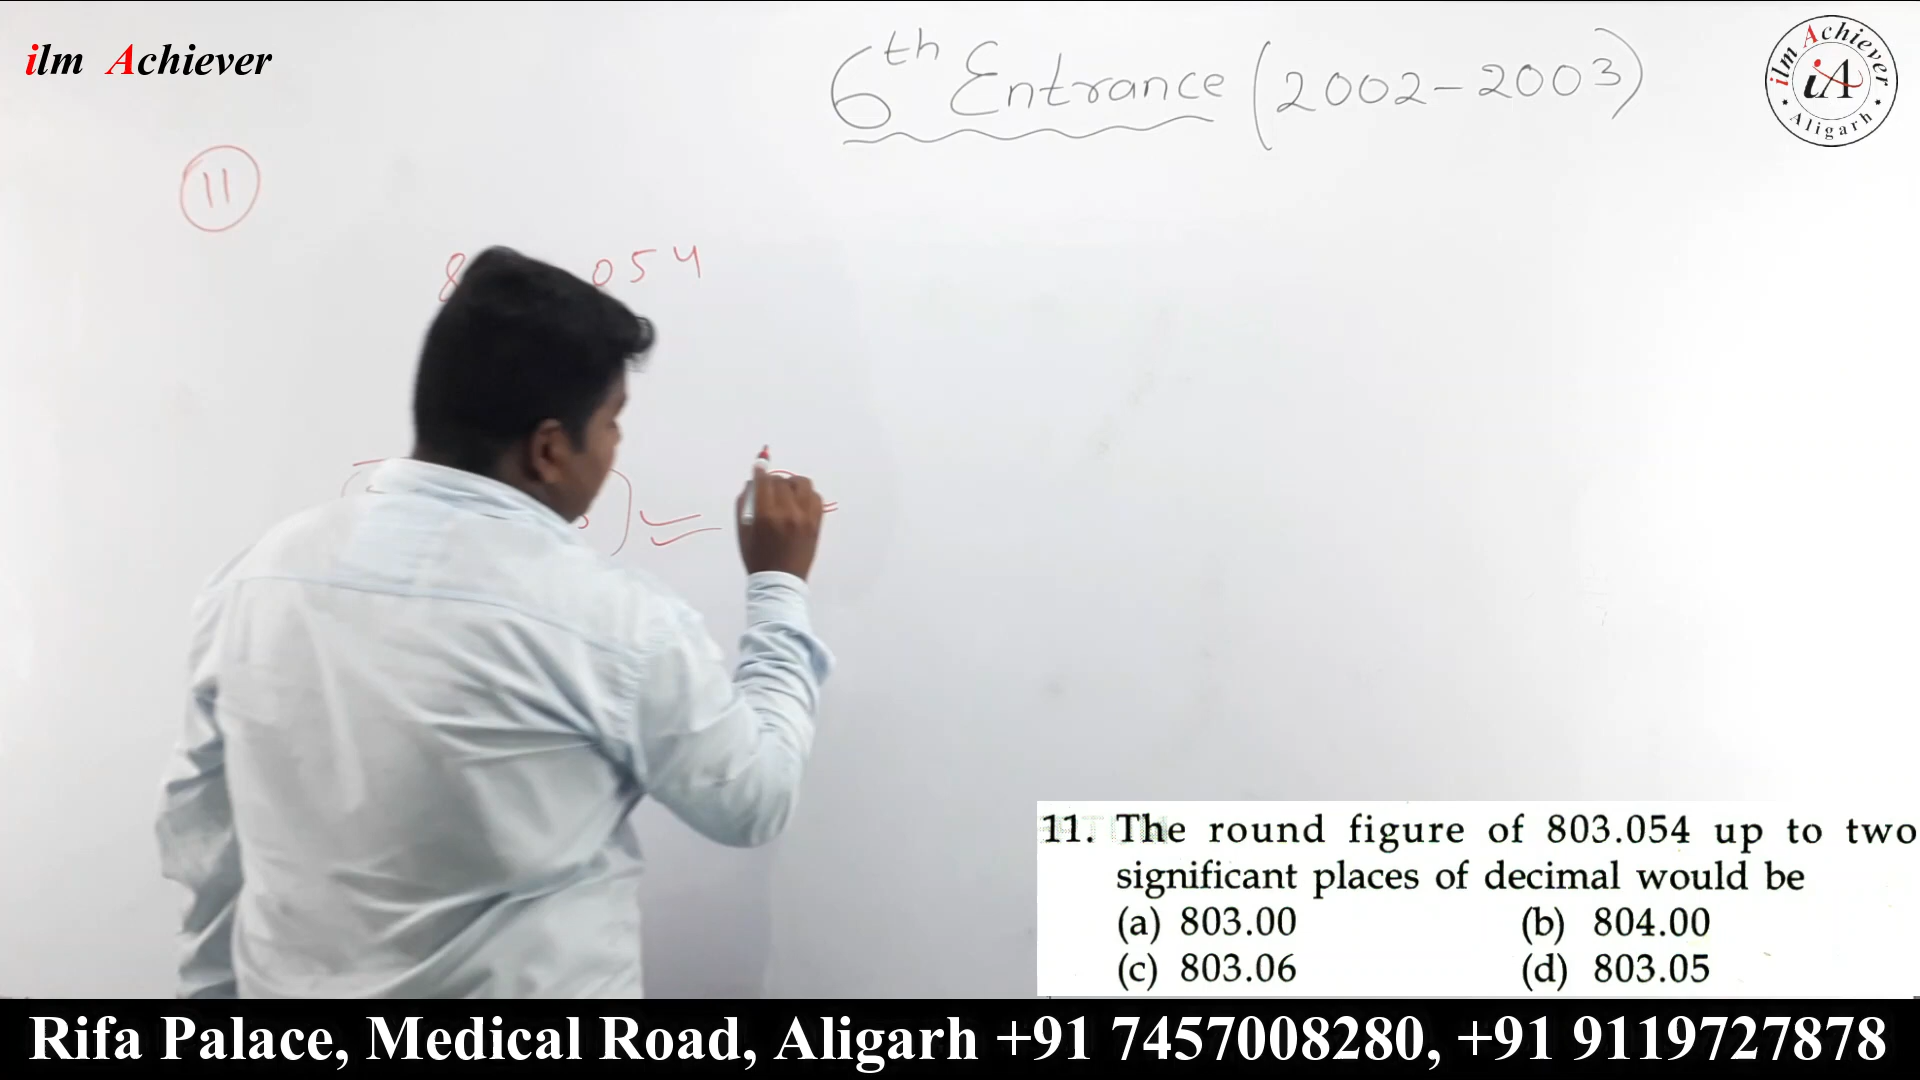 ilm Achiever
6th Entrance (2002-2003)
ilm Achiever
iA
Aligarh
11
8 054
11. The round figure of 803.054 up to two
significant places of decimal would be
(a) 803.00 (b) 804.00
(c) 803.06 (d) 803.05
Rifa Palace, Medical Road, Aligarh +91 7457008280, +91 9119727878